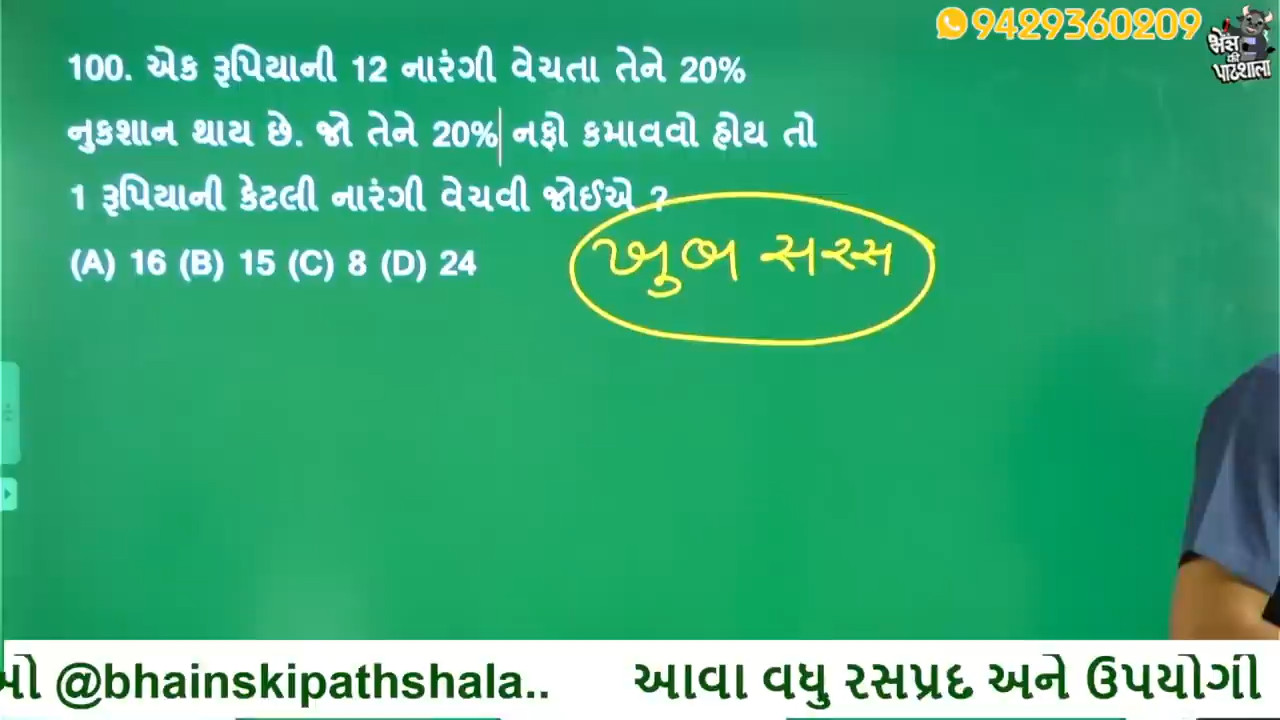 9429360209
भैंस
की
पाठशाला
100. એક રૂપિયાની 12 નારંગી વેચતા તેને 20%
નુકશાન થાય છે. જો તેને 20% નફો કમાવવો હોય તો
1 રૂપિયાની કેટલી નારંગી વેચવી જોઈએ ?
(A) 16 (B) 15 (C) 8 (D) 24
ખુબ સરસ
@bhainskipathshala.. આવા વધુ રસપ્રદ અને ઉપયોગી